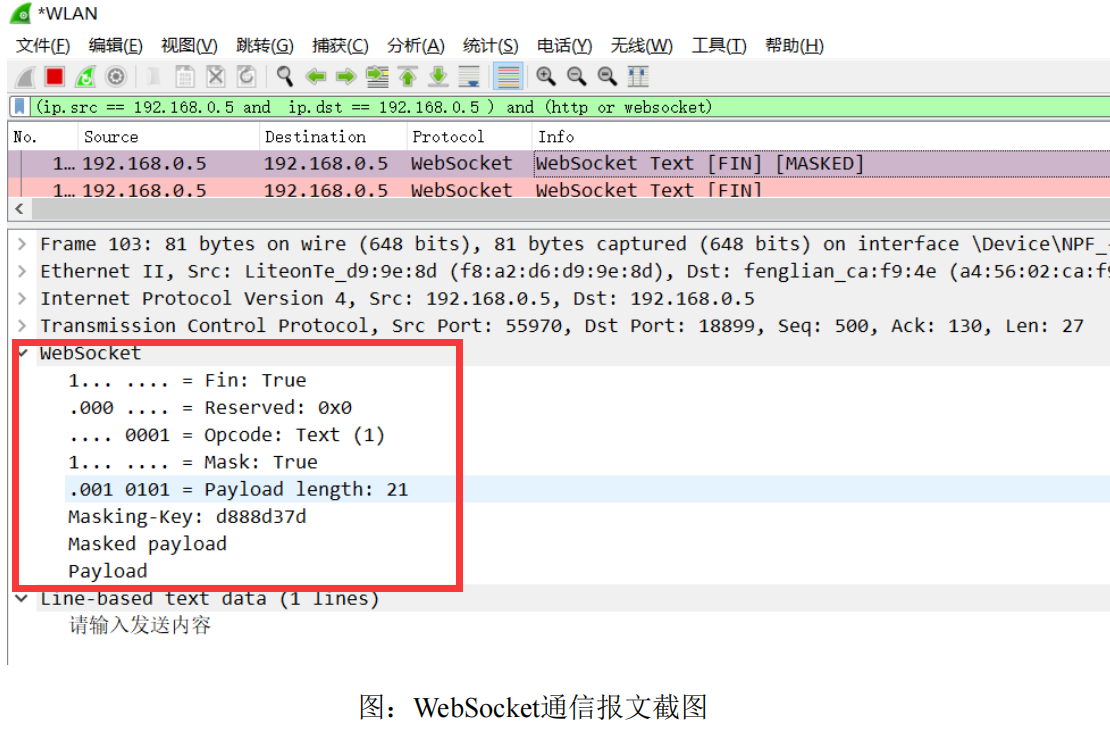 *WLAN
文件(F) 编辑(E) 视图(V) 跳转(G) 捕获(C) 分析(A) 统计(S) 电话(Y) 无线(W) 工具(T) 帮助(H)
(ip.src == 192.168.0.5 and ip.dst == 192.168.0.5 ) and (http or websocket)
No. Source Destination Protocol Info
1… 192.168.0.5 192.168.0.5 WebSocket WebSocket Text [FIN] [MASKED]
1… 192.168.0.5 192.168.0.5 WebSocket WebSocket Text [FIN]
Frame 103: 81 bytes on wire (648 bits), 81 bytes captured (648 bits) on interface \Device\NPF_
Ethernet II, Src: LiteonTe_d9:9e:8d (f8:a2:d6:d9:9e:8d), Dst: fenglian_ca:f9:4e (a4:56:02:ca:f9
Internet Protocol Version 4, Src: 192.168.0.5, Dst: 192.168.0.5
Transmission Control Protocol, Src Port: 55970, Dst Port: 18899, Seq: 500, Ack: 130, Len: 27
WebSocket
1... .... = Fin: True
.000 .... = Reserved: 0x0
.... 0001 = Opcode: Text (1)
1... .... = Mask: True
.001 0101 = Payload length: 21
Masking-Key: d888d37d
Masked payload
Payload
Line-based text data (1 lines)
请输入发送内容
图：WebSocket通信报文截图